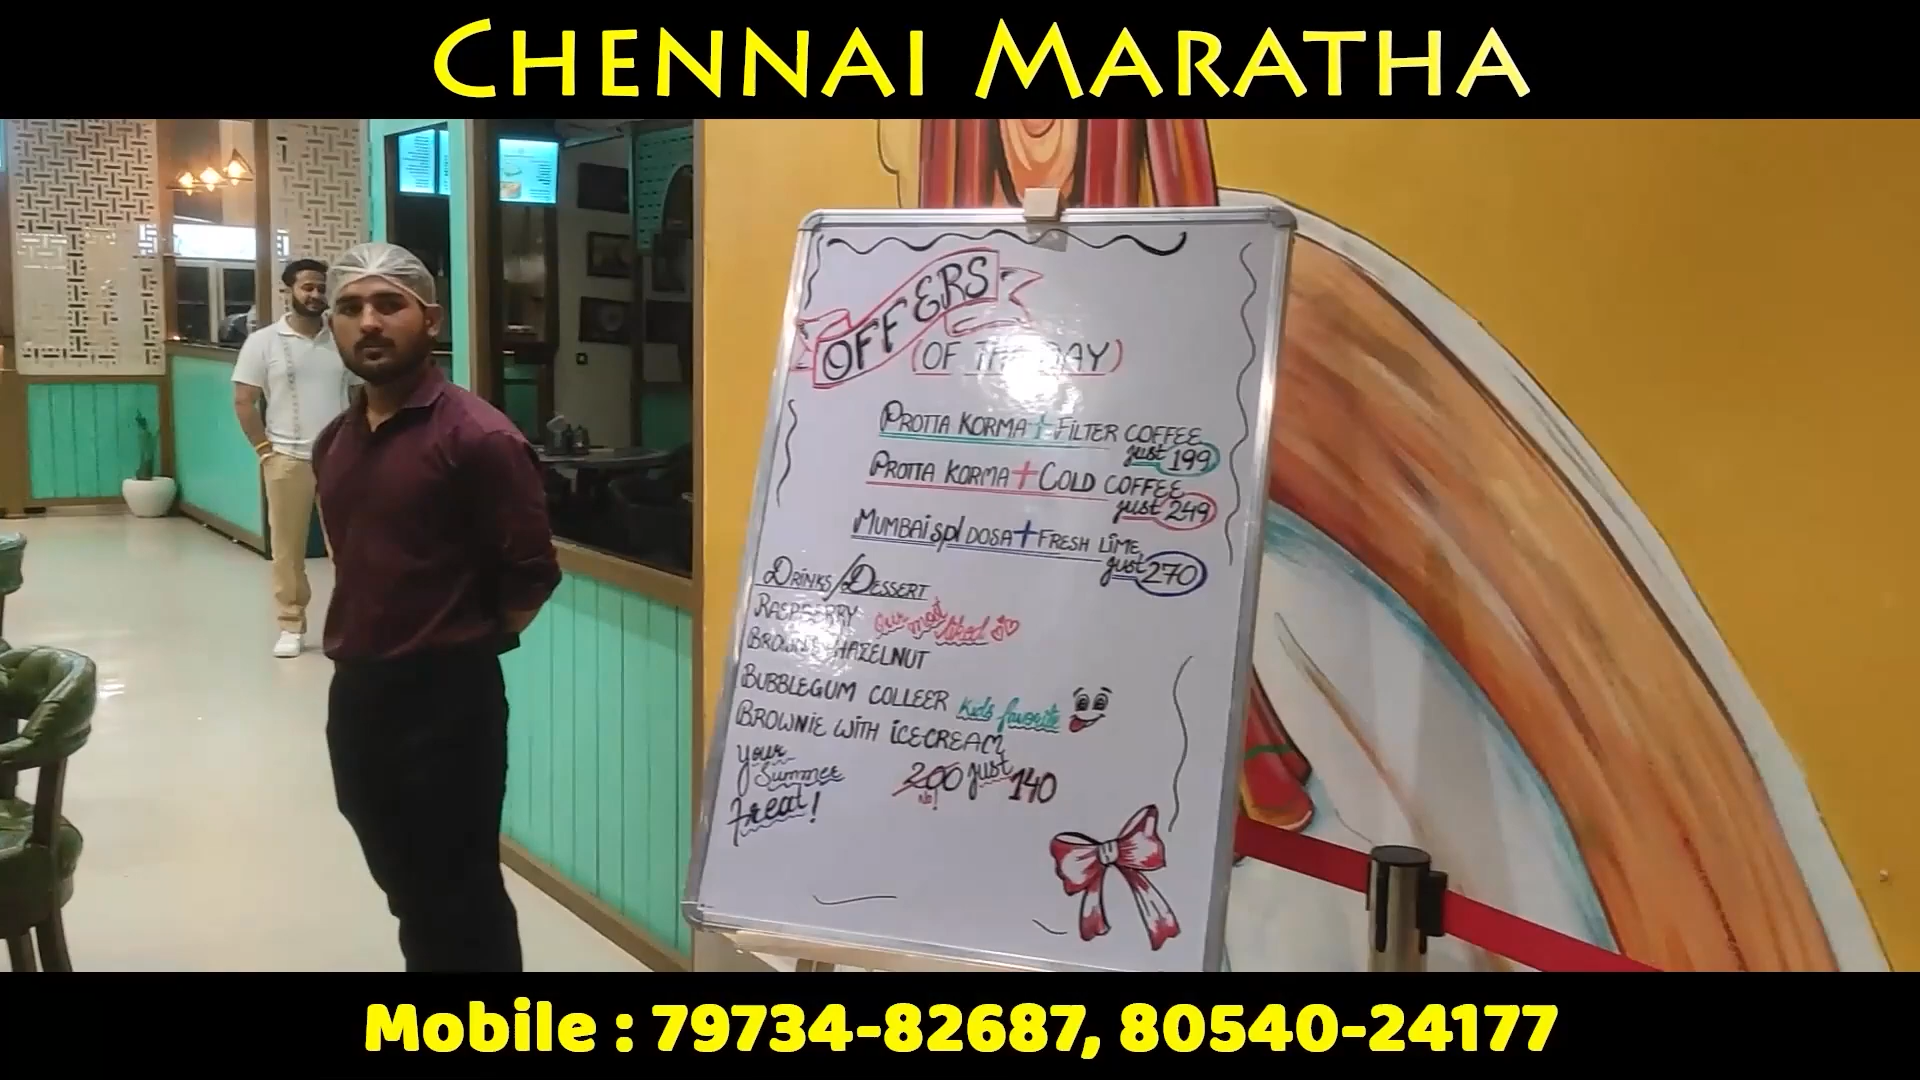 CHENNAI MARATHA
OFFERS
(OF THE DAY)
PROTTA KORMA + FILTER COFFEE
just 199
PROTTA KORMA + COLD COFFEE
just 249
MUMBAI spl DOSA + FRESH LIME
just 270
DRINKS/DESSERT
RASPBERRY our most liked
BROWNIE HAZELNUT
BUBBLEGUM COLLEER Kids favorite
BROWNIE WITH ICECREAM
Your
Summer
Treat!
200 just 140
No!
Mobile : 79734-82687, 80540-24177